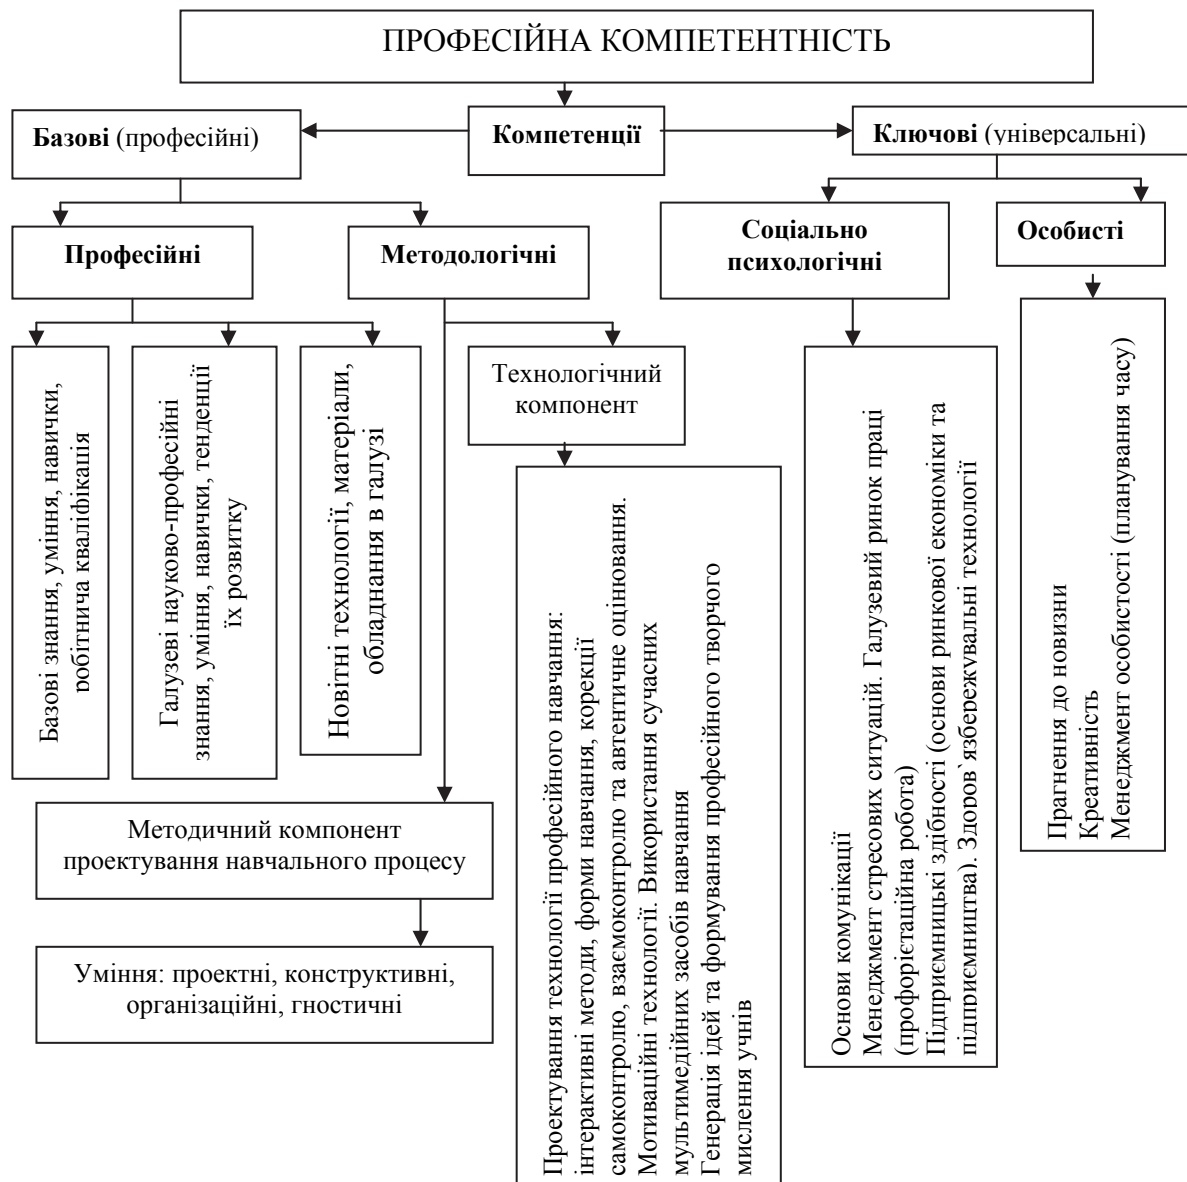 ПРОФЕСІЙНА КОМПЕТЕНТНІСТЬ
Базові (професійні)
Компетенції
Ключові (універсальні)
Професійні
Методологічні
Соціально
психологічні
Особисті
Базові знання, уміння, навички,
робітнича кваліфікація
Галузеві науково-професійні
знання, уміння, навички, тенденції
їх розвитку
Новітні технології, матеріали,
обладнання в галузі
Технологічний
компонент
Методичний компонент
проектування навчального процесу
Уміння: проектні, конструктивні,
організаційні, гностичні
Проектування технології професійного навчання:
інтерактивні методи, форми навчання, корекції
самоконтролю, взаємоконтролю та автентичне оцінювання.
Мотиваційні технології. Використання сучасних
мультимедійних засобів навчання
Генерація ідей та формування професійного творчого
мислення учнів
Основи комунікації
Менеджмент стресових ситуацій. Галузевий ринок праці
(профорієтаційна робота)
Підприємницькі здібності (основи ринкової економіки та
підприємництва). Здоров`язбережувальні технології
Прагнення до новизни
Креативність
Менеджмент особистості (планування часу)